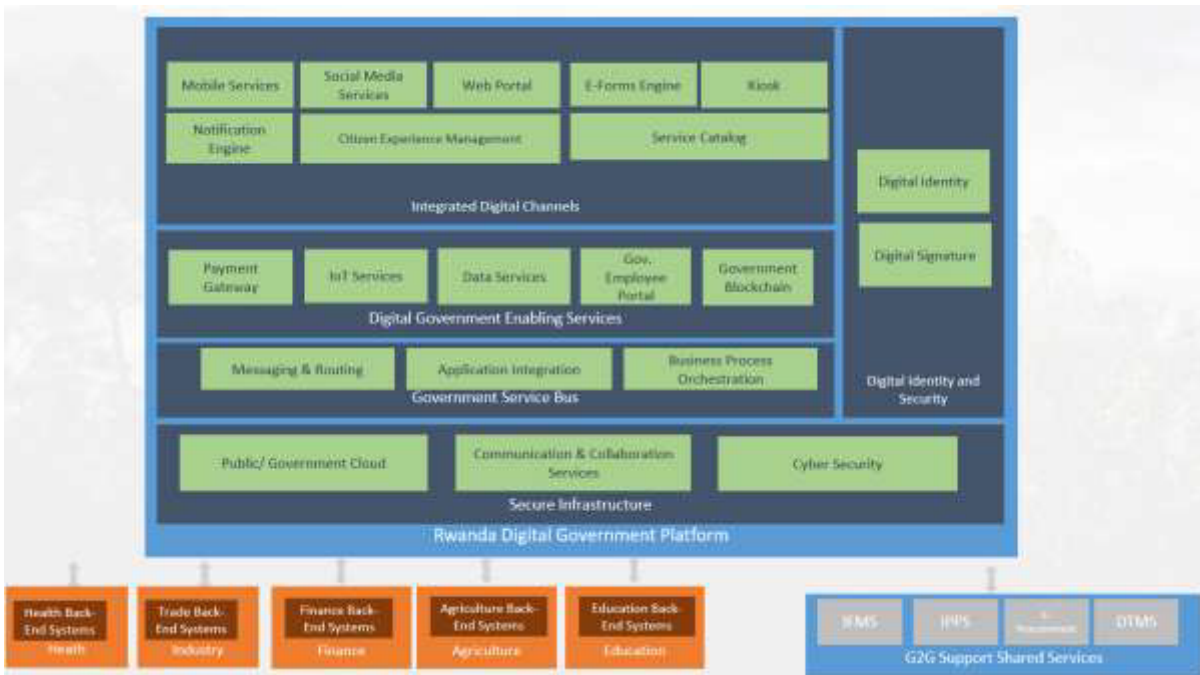 Mobile Services
Social Media
Services
Web Portal
E-Forms Engine
Kiosk
Notification
Engine
Citizen Experience Management
Service Catalog
Integrated Digital Channels
Digital Identity
Digital Signature
Digital Identity and
Security
Payment
Gateway
IoT Services
Data Services
Gov.
Employee
Portal
Government
Blockchain
Digital Government Enabling Services
Messaging & Routing
Application Integration
Business Process
Orchestration
Government Service Bus
Public/ Government Cloud
Communication & Collaboration
Services
Cyber Security
Secure Infrastructure
Rwanda Digital Government Platform
Health Back-
End Systems
Health
Trade Back-
End Systems
Industry
Finance Back-
End Systems
Finance
Agriculture Back-
End Systems
Agriculture
Education Back-
End Systems
Education
IFMS
IPPS
DTMS
G2G Support Shared Services